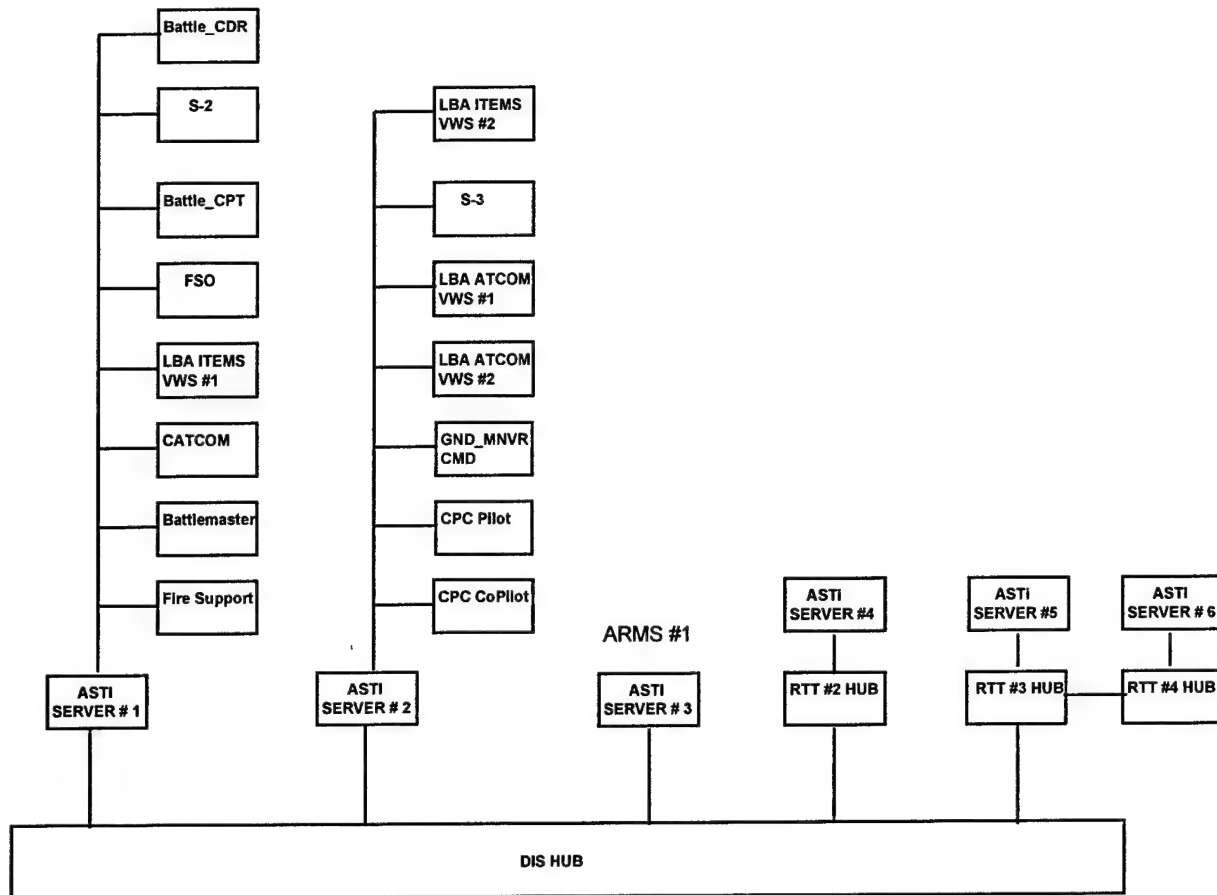 Battle_CDR
S-2
Battle_CPT
FSO
LBA ITEMS
VWS #1
CATCOM
Battlemaster
Fire Support
ASTI
SERVER # 1
LBA ITEMS
VWS #2
S-3
LBA ATCOM
VWS #1
LBA ATCOM
VWS #2
GND_MNVR
CMD
CPC Pilot
CPC CoPilot
ASTI
SERVER # 2
ARMS #1
ASTI
SERVER # 3
ASTi
SERVER #4
RTT #2 HUB
ASTi
SERVER #5
RTT #3 HUB
ASTI
SERVER # 6
RTT #4 HUB
DIS HUB